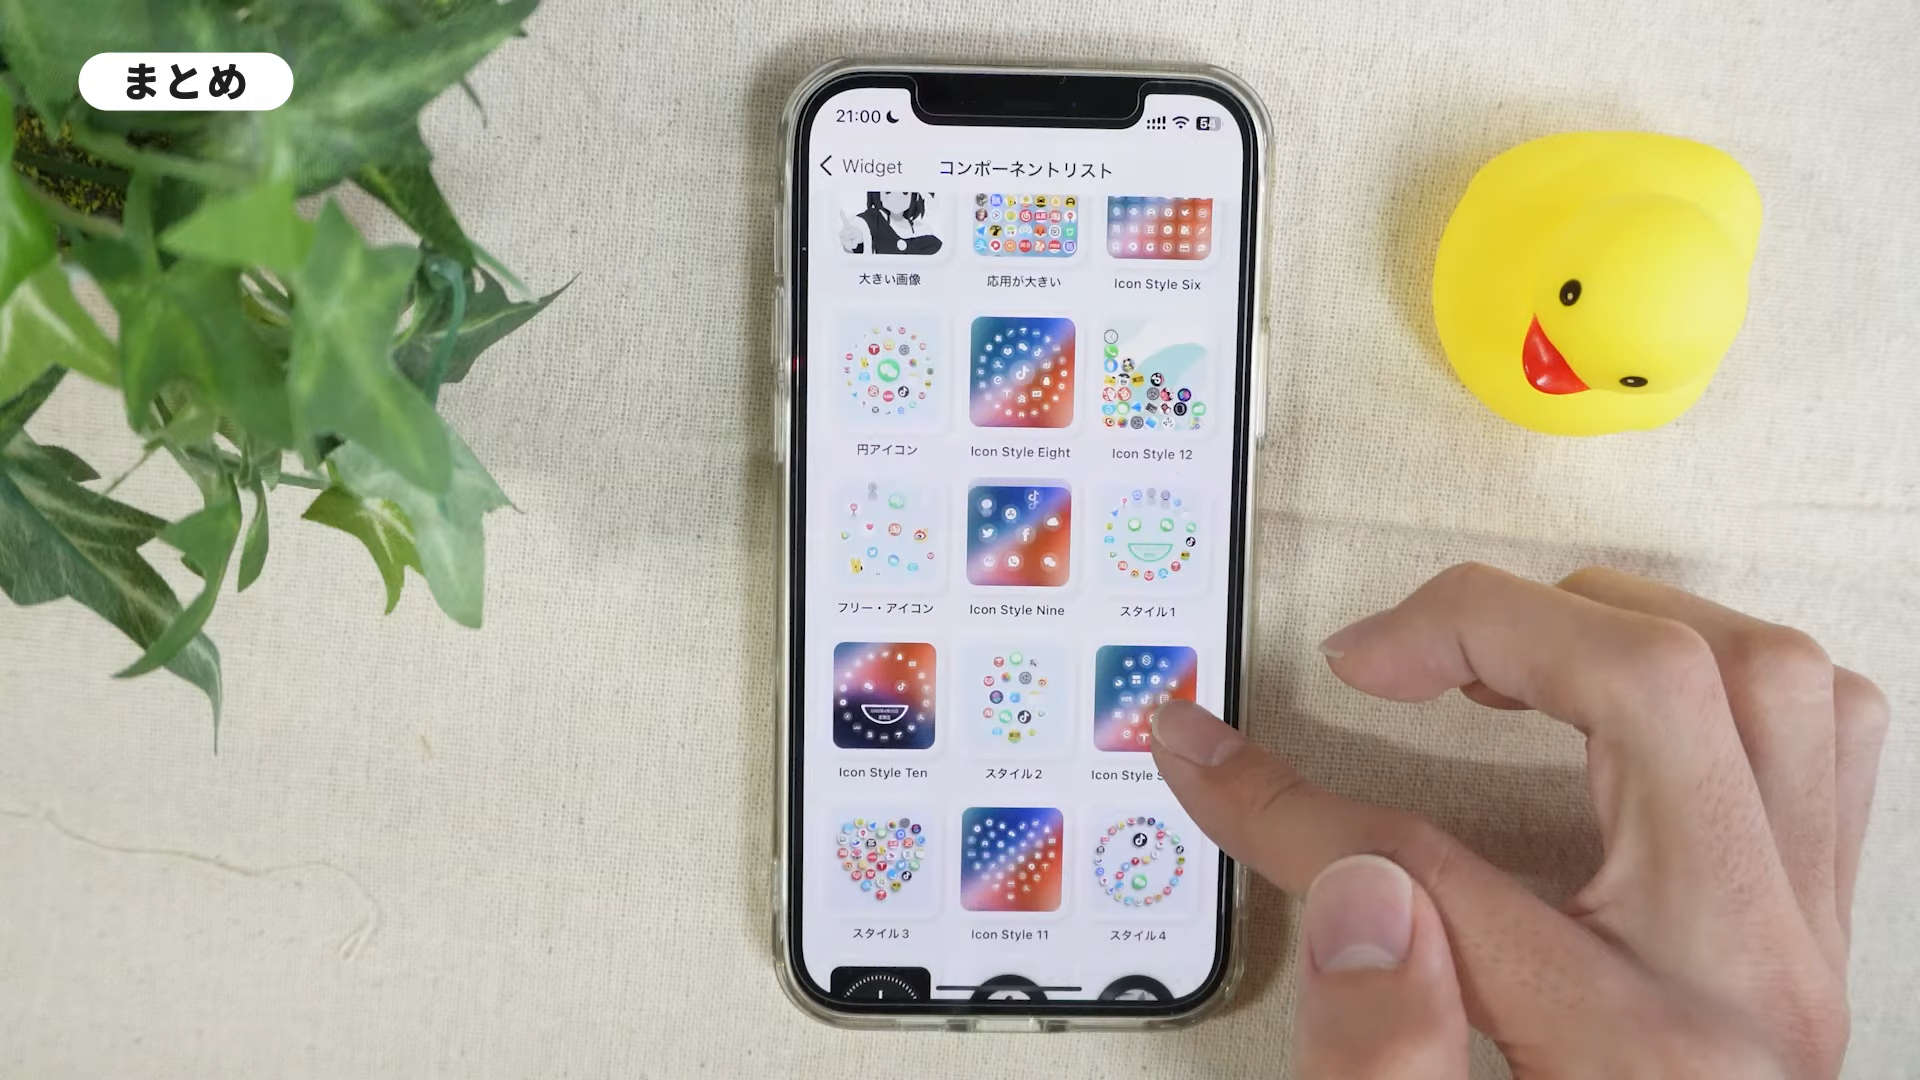 まとめ
21:00
54
Widget
コンポーネントリスト
大きい画像
応用が大きい
Icon Style Six
円アイコン
Icon Style Eight
Icon Style 12
フリー・アイコン
Icon Style Nine
スタイル1
Icon Style Ten
スタイル2
Icon Style S
スタイル3
Icon Style 11
スタイル4